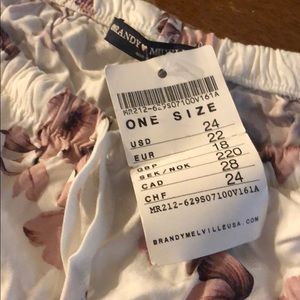 BRANDY♥MELVILLE
MR212-629S07100V161A
ONE SIZE
USD 24
EUR 22
GBP 18
SEK/NOK 220
CAD 28
CHF 24
MR212-629S07100V161A
BRANDYMELVILLEUSA.COM